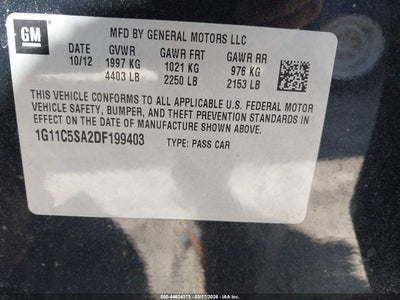 GM
MFD BY GENERAL MOTORS LLC
DATE GVWR GAWR FRT GAWR RR
10/12 1997 KG 1021 KG 976 KG
4403 LB 2250 LB 2153 LB
THIS VEHICLE CONFORMS TO ALL APPLICABLE U.S. FEDERAL MOTOR
VEHICLE SAFETY, BUMPER, AND THEFT PREVENTION STANDARDS IN
EFFECT ON THE DATE OF MANUFACTURE SHOWN ABOVE.
1G11C5SA2DF199403 TYPE: PASS CAR
000-44624373 - 03/17/2026 - IAA Inc.